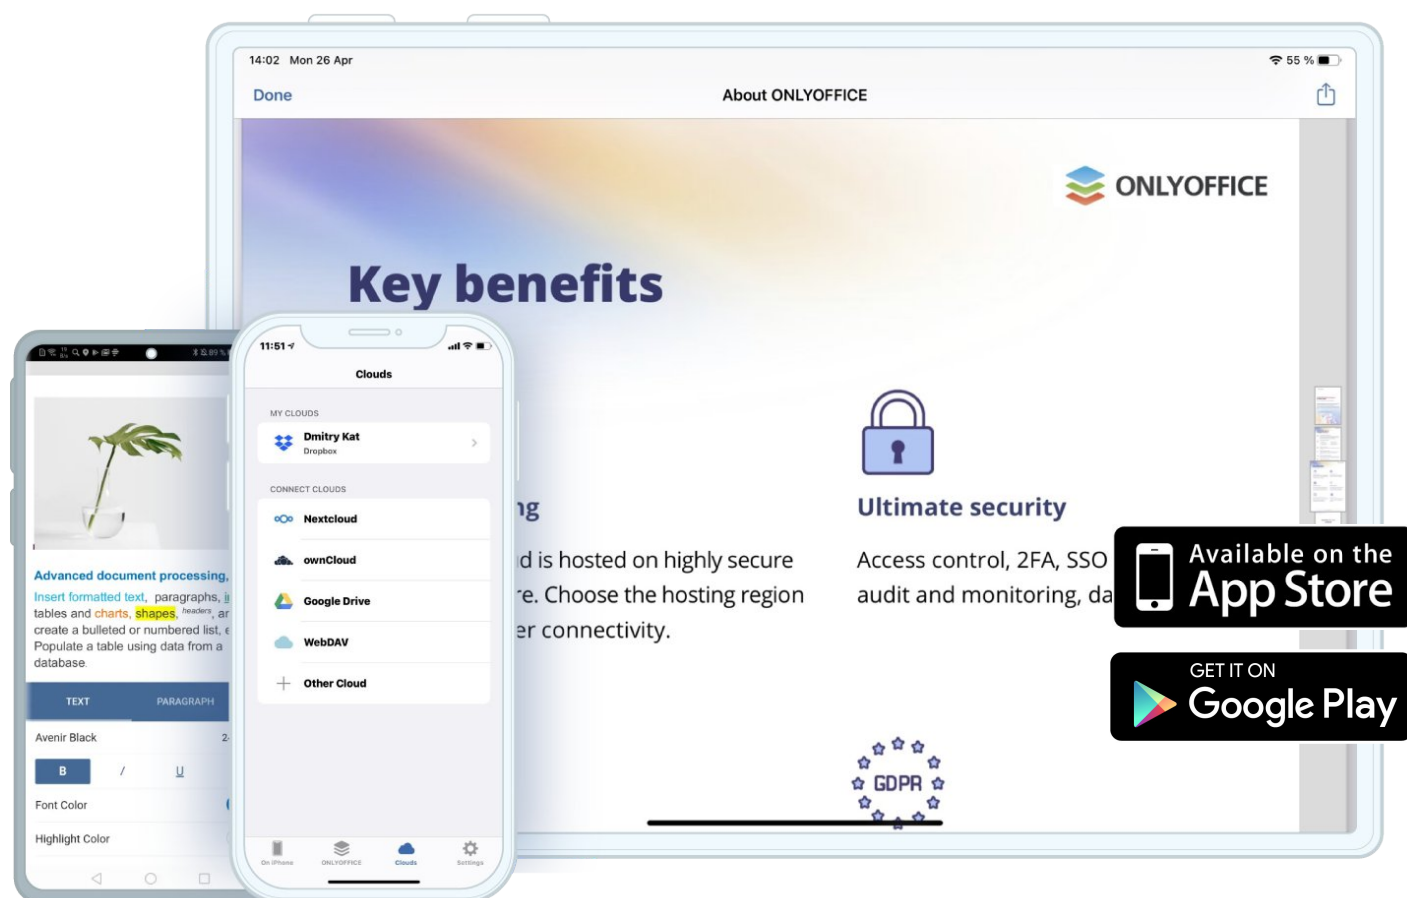 14:02 Mon 26 Apr
55 %
Done
About ONLYOFFICE
ONLYOFFICE
Key benefits
Ultimate security
d is hosted on highly secure
re. Choose the hosting region
er connectivity.
Access control, 2FA, SSO
audit and monitoring, da
GDPR
Available on the
App Store
GET IT ON
Google Play
11:51
Clouds
MY CLOUDS
Dmitry Kat
Dropbox
CONNECT CLOUDS
Nextcloud
ownCloud
Google Drive
WebDAV
Other Cloud
On iPhone
ONLYOFFICE
Clouds
Settings
Advanced document processing,
Insert formatted text, paragraphs,
tables and charts, shapes, headers,
create a bulleted or numbered list,
Populate a table using data from a
database
TEXT
PARAGRAPH
Avenir Black
B
I
U
Font Color
Highlight Color